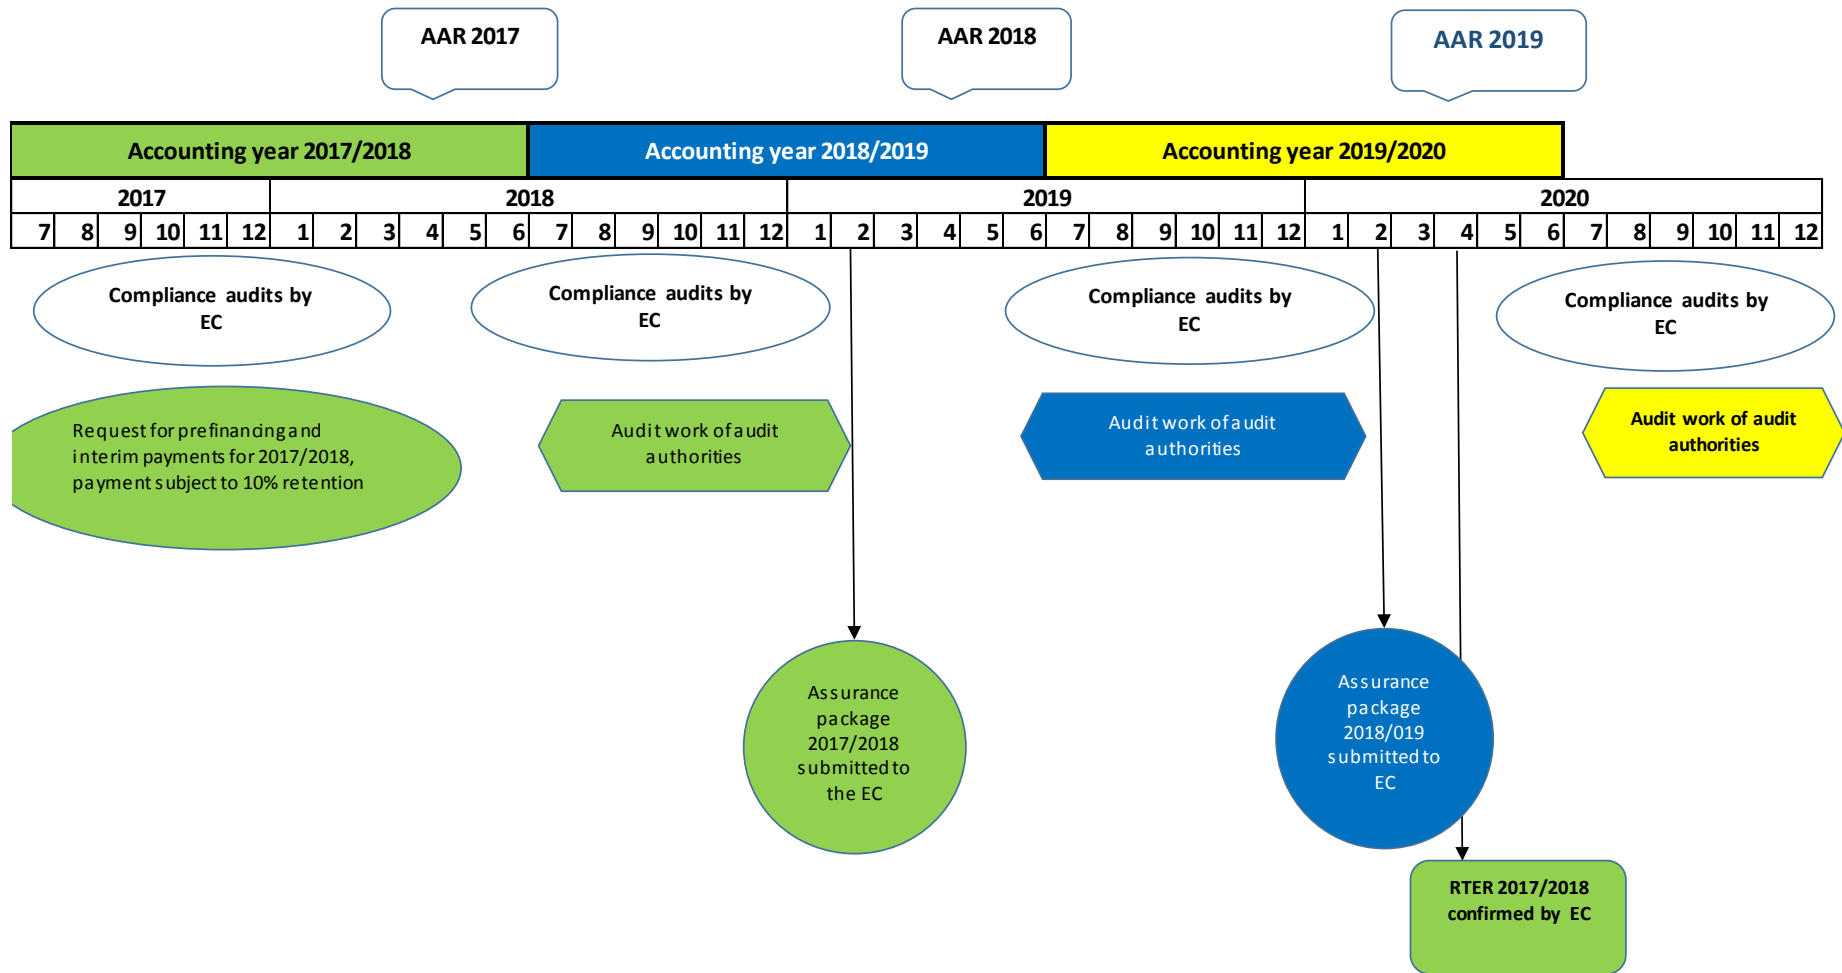 AAR 2017
AAR 2018
AAR 2019
Accounting year 2017/2018
Accounting year 2018/2019
Accounting year 2019/2020
2017
2018
2019
2020
7 8 9 10 11 12 1 2 3 4 5 6 7 8 9 10 11 12 1 2 3 4 5 6 7 8 9 10 11 12 1 2 3 4 5 6 7 8 9 10 11 12
Compliance audits by
EC
Compliance audits by
EC
Compliance audits by
EC
Compliance audits by
EC
Request for prefinancing and
interim payments for 2017/2018,
payment subject to 10% retention
Audit work of audit
authorities
Audit work of audit
authorities
Audit work of audit
authorities
Assurance
package
2017/2018
submitted to
the EC
Assurance
package
2018/019
submitted to
EC
RTER 2017/2018
confirmed by EC